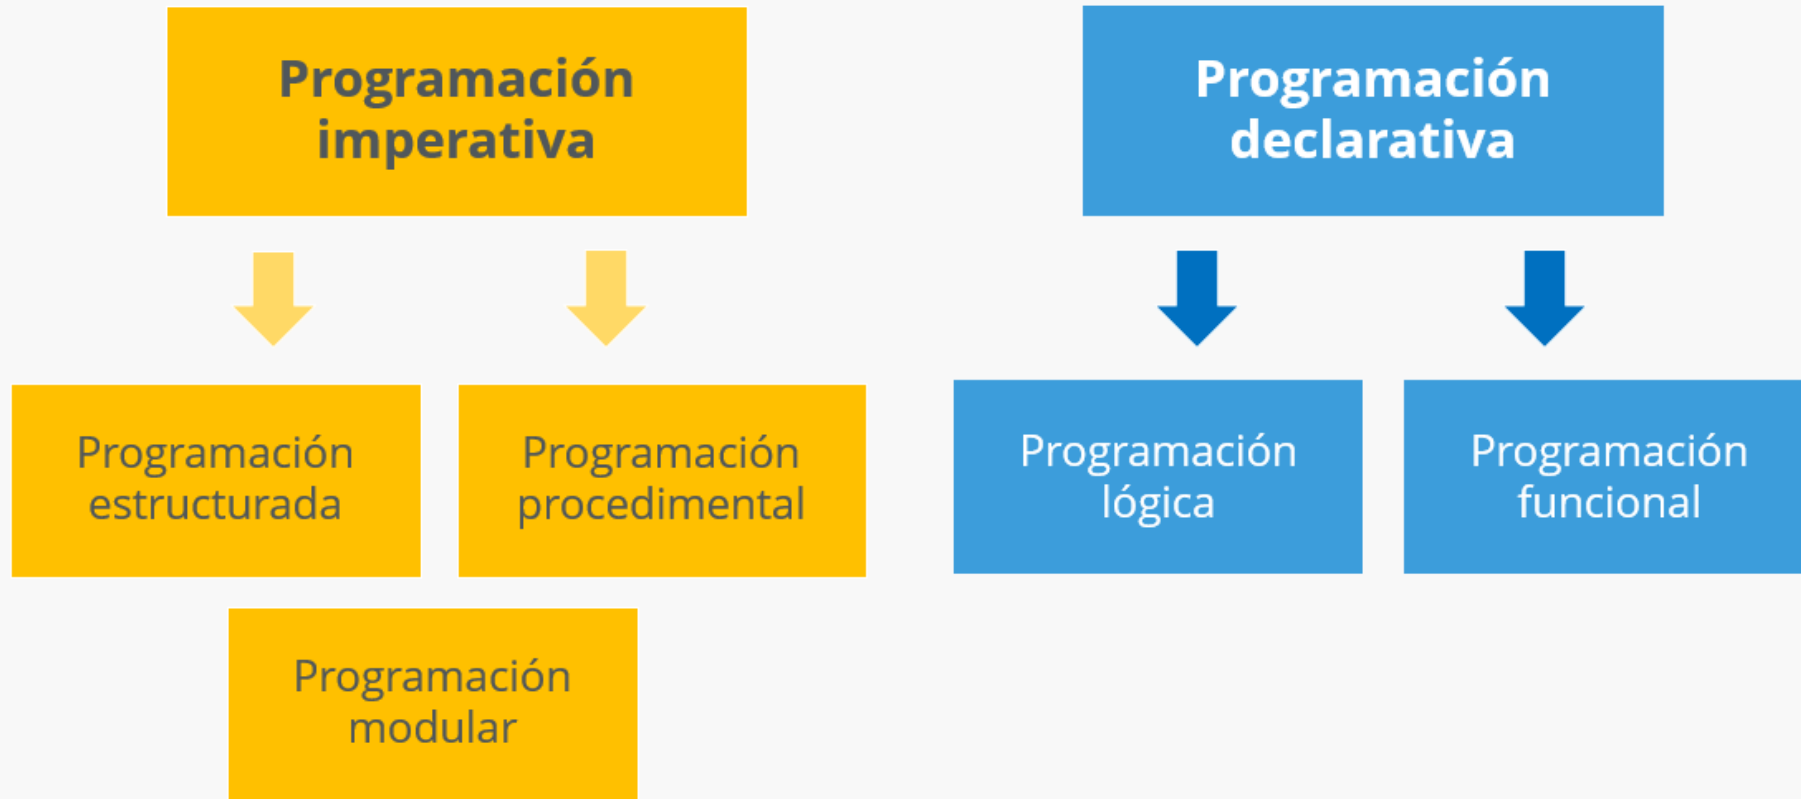 Programación
imperativa
Programación
declarativa
Programación
estructurada
Programación
procedimental
Programación
lógica
Programación
funcional
Programación
modular